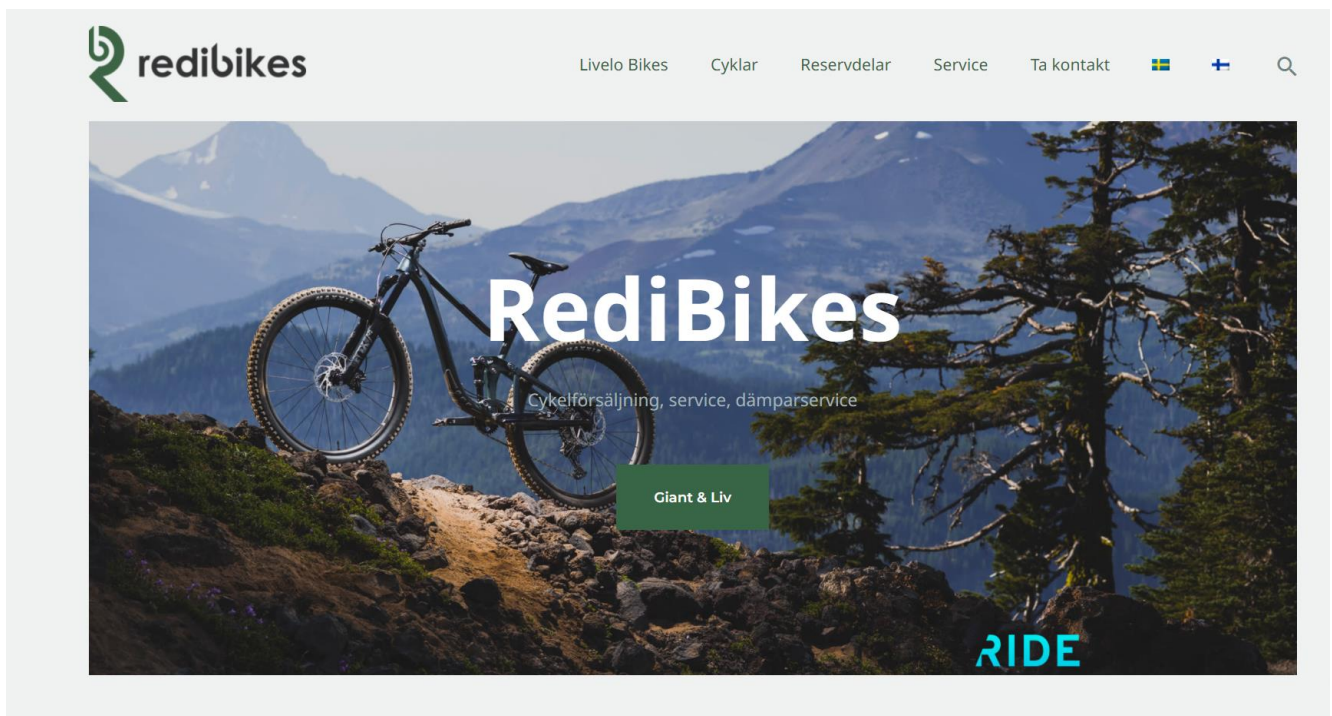 redibikes
Livelo Bikes Cyklar Reservdelar Service Ta kontakt
RediBikes
Cykelförsäljning, service, dämparservice
Giant & Liv
RIDE